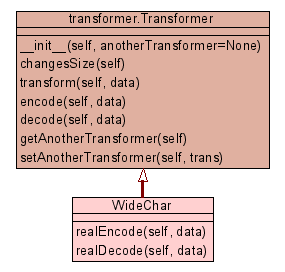 transformer.Transformer
__init__(self, anotherTransformer=None)
changesSize(self)
transform(self, data)
encode(self, data)
decode(self, data)
getAnotherTransformer(self)
setAnotherTransformer(self, trans)
WideChar
realEncode(self, data)
realDecode(self, data)